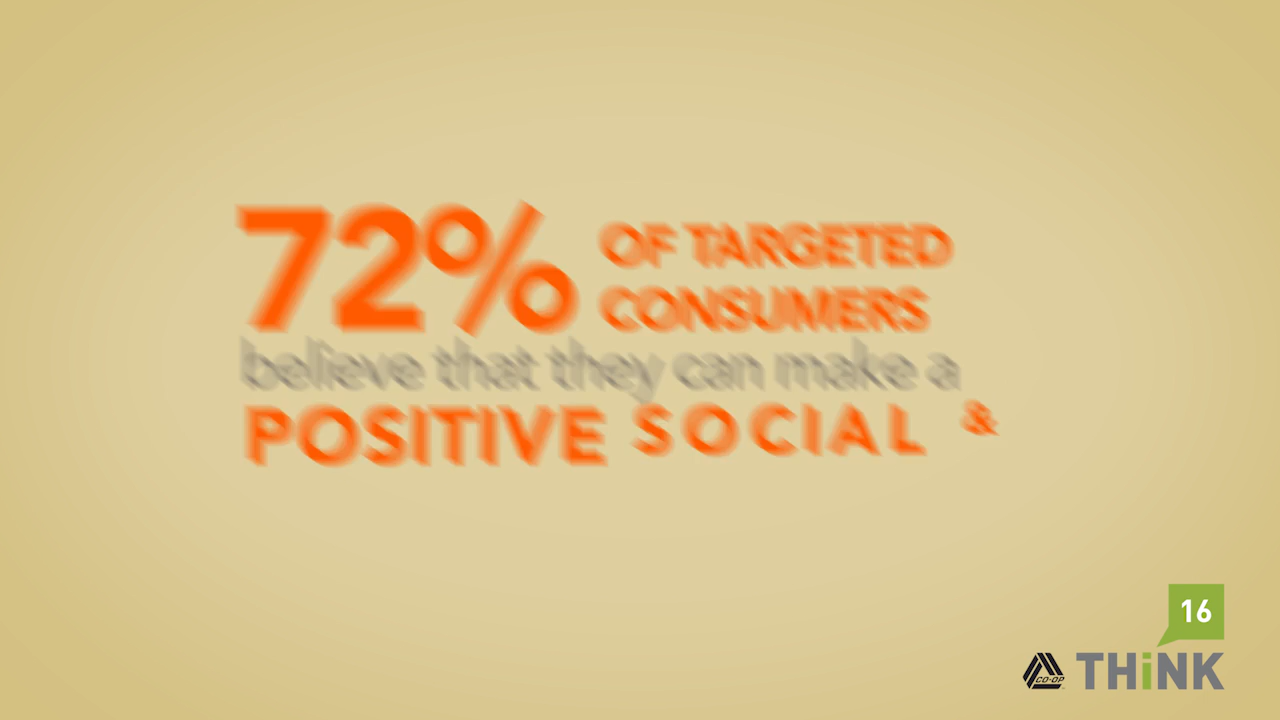 72% OF TARGETED
CONSUMERS
believe that they can make a
POSITIVE SOCIAL &
16
CO-OP THiNK